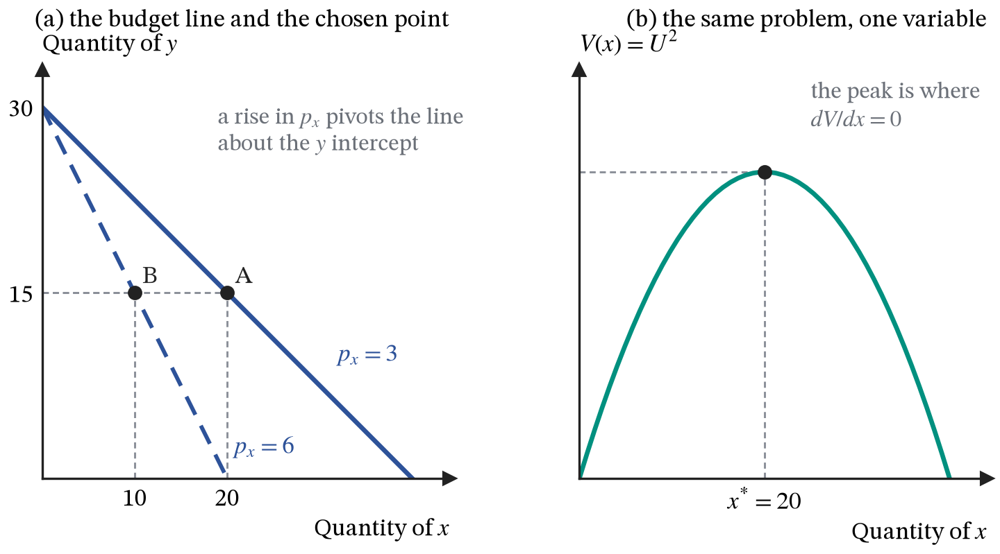 (a) the budget line and the chosen point
Quantity of y
30
a rise in pₓ pivots the line
about the y intercept
B
A
15
pₓ = 3
pₓ = 6
10
20
Quantity of x
(b) the same problem, one variable
V(x) = U²
the peak is where
dV/dx = 0
x* = 20
Quantity of x